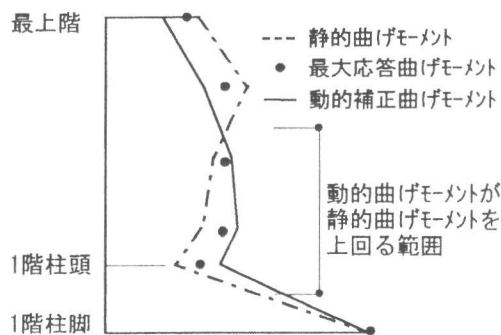 最上階
静的曲げモーメント
最大応答曲げモーメント
動的補正曲げモーメント
動的曲げモーメントが
静的曲げモーメントを
上回る範囲
1階柱頭
1階柱脚